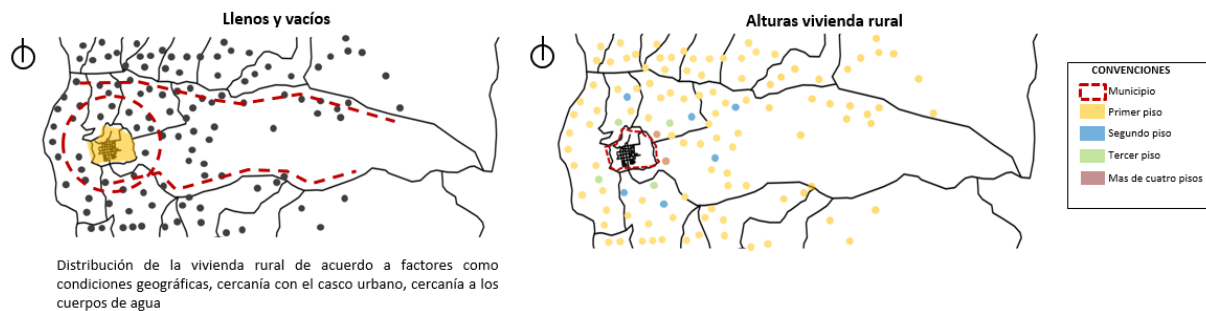 Llenos y vacíos
Distribución de la vivienda rural de acuerdo a factores como
condiciones geográficas, cercanía con el casco urbano, cercanía a los
cuerpos de agua
Alturas vivienda rural
CONVENCIONES
Municipio
Primer piso
Segundo piso
Tercer piso
Mas de cuatro pisos